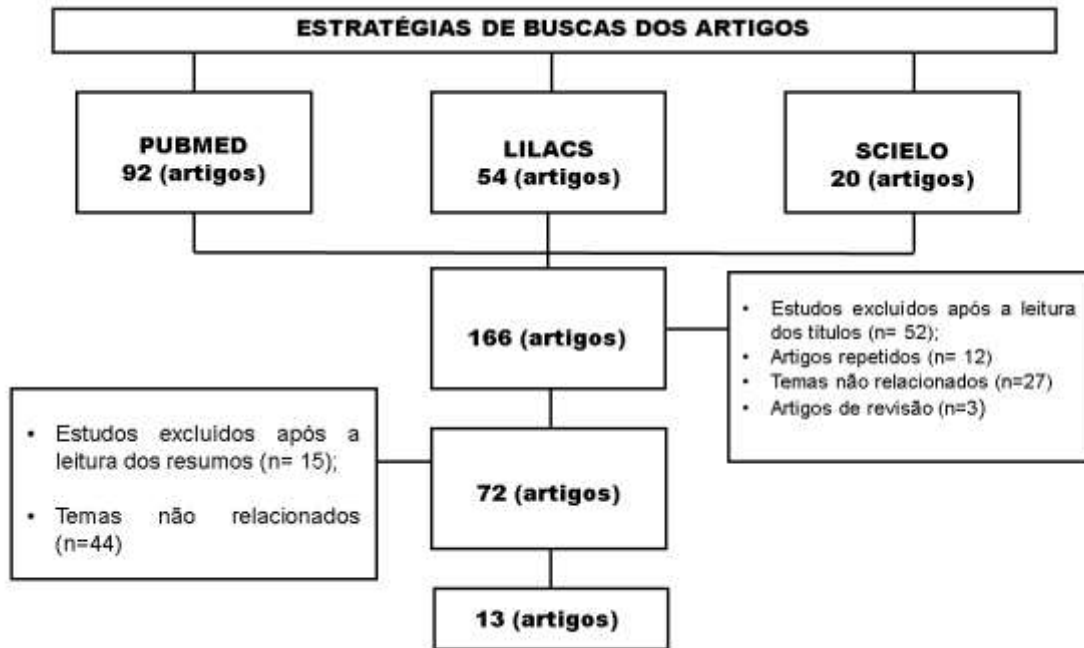 ESTRATÉGIAS DE BUSCAS DOS ARTIGOS
PUBMED
92 (artigos)
LILACS
54 (artigos)
SCIELO
20 (artigos)
166 (artigos)
• Estudos excluídos após a leitura
dos títulos (n= 52);
• Artigos repetidos (n= 12)
• Temas não relacionados (n=27)
• Artigos de revisão (n=3)
• Estudos excluídos após a
leitura dos resumos (n= 15);
• Temas não relacionados
(n=44)
72 (artigos)
13 (artigos)